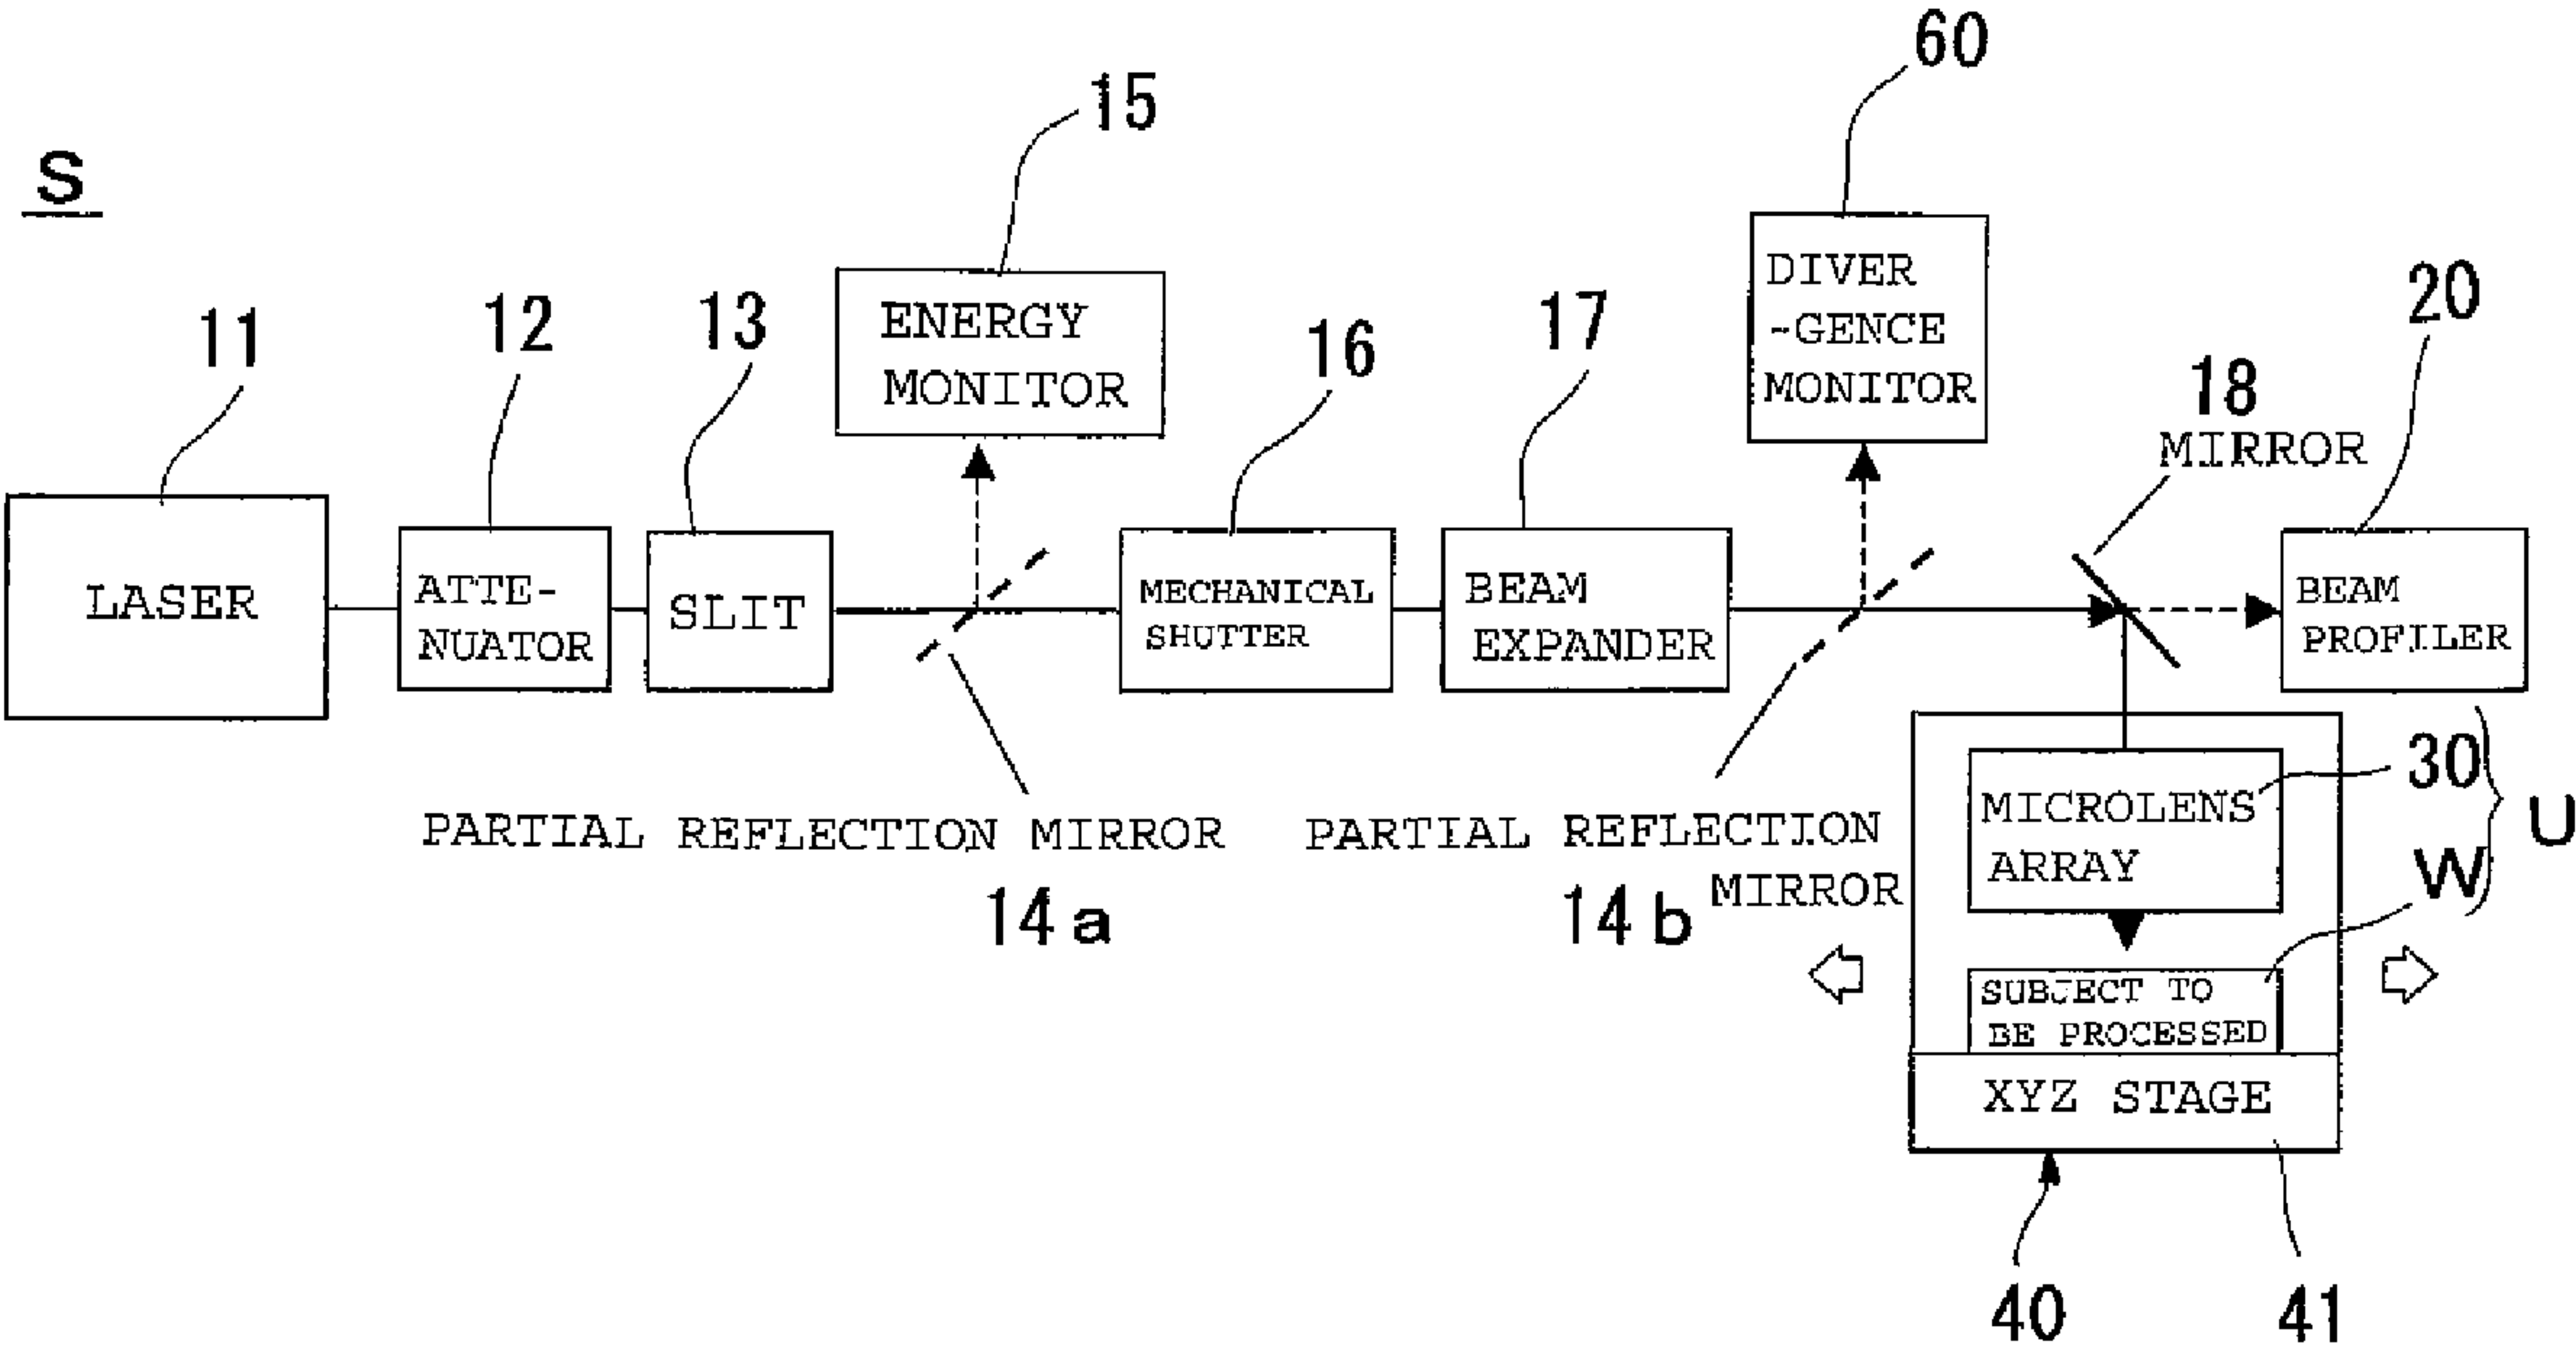 60
15
S
20
11
12
13
ENERGY
MONITOR
16
17
DIVER
-GENCE
MONITOR
18
MIRROR
LASER
ATTE-
NUATOR
SLIT
MECHANICAL
SHUTTER
BEAM
EXPANDER
BEAM
PROFILER
PARTIAL REFLECTION MIRROR
14a
PARTIAL REFLECTION
MIRROR
14b
30
MICROLENS
ARRAY
W
U
SUBJECT TO
BE PROCESSED
XYZ STAGE
40
41